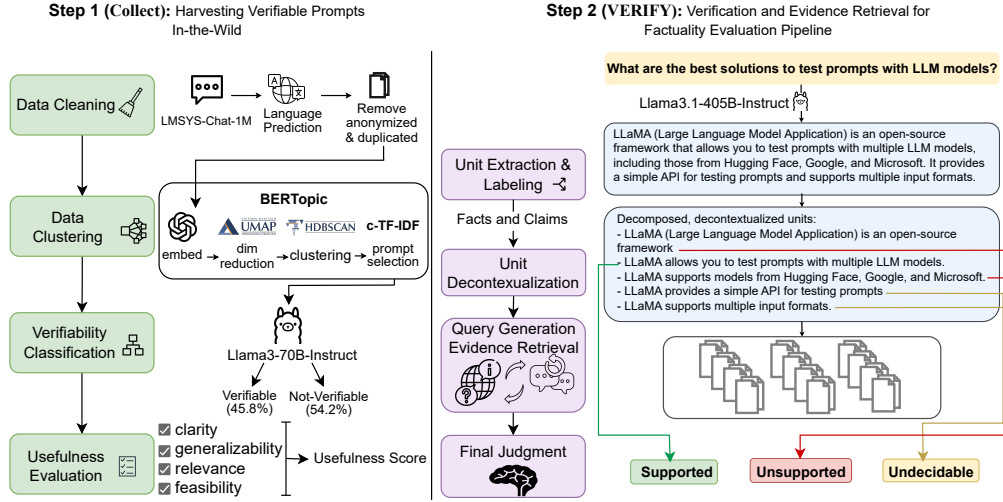 Step 1 (Collect): Harvesting Verifiable Prompts
In-the-Wild
Data Cleaning
LMSYS-Chat-1M
Language
Prediction
Remove
anonymized
& duplicated
Data
Clustering
BERTopic
UMAP
HDBSCAN
c-TF-IDF
embed
dim
reduction
clustering
prompt
selection
Verifiability
Classification
Llama3-70B-Instruct
Verifiable
(45.8%)
Not-Verifiable
(54.2%)
Usefulness
Evaluation
clarity
generalizability
relevance
feasibility
Usefulness Score
Step 2 (VERIFY): Verification and Evidence Retrieval for
Factuality Evaluation Pipeline
Unit Extraction &
Labeling
Facts and Claims
Unit
Decontexualization
Query Generation
Evidence Retrieval
Final Judgment
What are the best solutions to test prompts with LLM models?
Llama3.1-405B-Instruct
LLaMA (Large Language Model Application) is an open-source
framework that allows you to test prompts with multiple LLM models,
including those from Hugging Face, Google, and Microsoft. It provides
a simple API for testing prompts and supports multiple input formats.
Decomposed, decontextualized units:
- LLaMA (Large Language Model Application) is an open-source
framework
- LLaMA allows you to test prompts with multiple LLM models.
- LLaMA supports models from Hugging Face, Google, and Microsoft.
- LLaMA provides a simple API for testing prompts
- LLaMA supports multiple input formats.
Supported
Unsupported
Undecidable